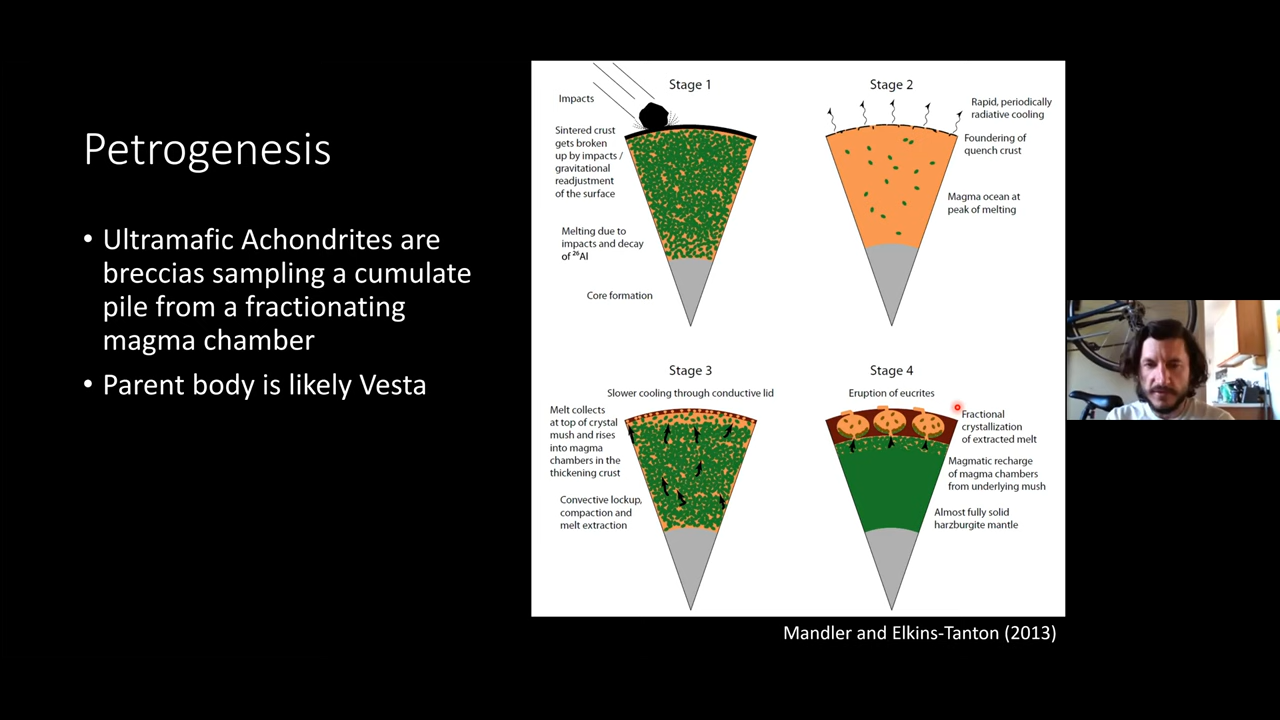 Petrogenesis
• Ultramafic Achondrites are
breccias sampling a cumulate
pile from a fractionating
magma chamber
• Parent body is likely Vesta
Stage 1
Impacts
Sintered crust
gets broken
up by impacts /
gravitational
readjustment
of the surface
Melting due to
impacts and decay
of ²⁶Al
Core formation
Stage 2
Rapid, periodically
radiative cooling
Foundering of
quench crust
Magma ocean at
peak of melting
Stage 3
Slower cooling through conductive lid
Melt collects
at top of crystal
mush and rises
into magma
chambers in the
thickening crust
Convective lockup,
compaction and
melt extraction
Stage 4
Eruption of eucrites
Fractional
crystallization
of extracted melt
Magmatic recharge
of magma chambers
from underlying mush
Almost fully solid
harzburgite mantle
Mandler and Elkins-Tanton (2013)